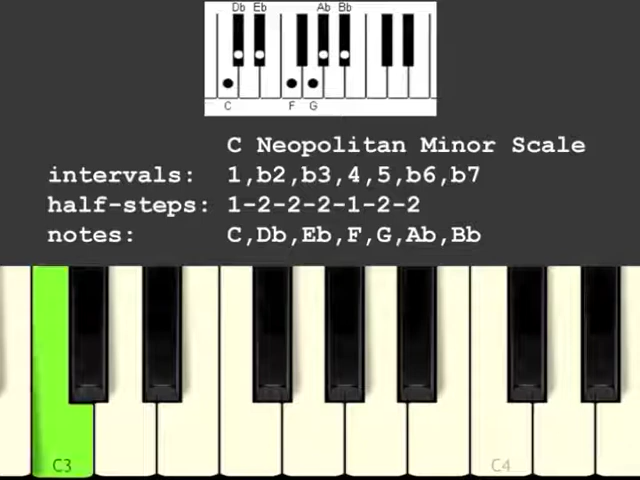 Db Eb Ab Bb
C F G
C Neopolitan Minor Scale
intervals: 1,b2,b3,4,5,b6,b7
half-steps: 1-2-2-2-1-2-2
notes: C,Db,Eb,F,G,Ab,Bb
C3 C4